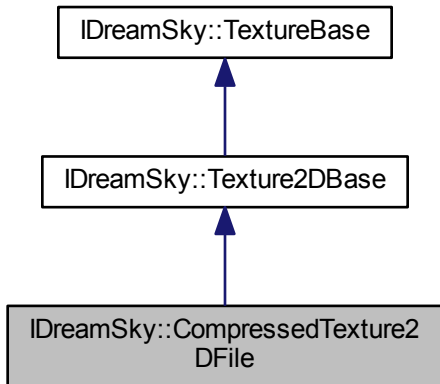 IDreamSky::TextureBase
IDreamSky::Texture2DBase
IDreamSky::CompressedTexture2
DFile